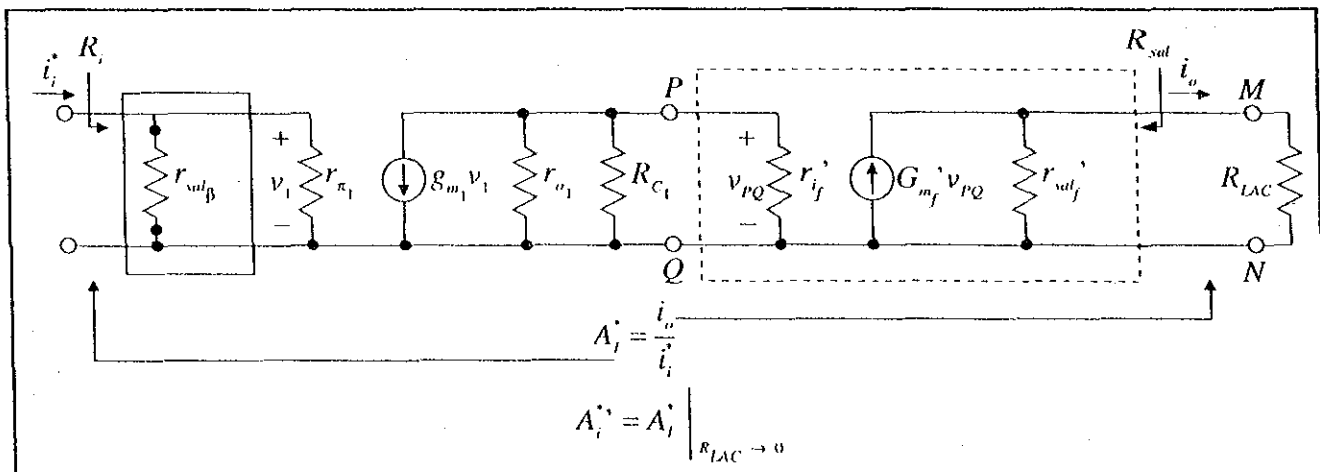 i_i^* R_i P R_sal i_o M
r_salβ + v_1 − r_π1 g_m1 v_1 r_o1 R_C1 + v_PQ − r_if' G_mf' v_PQ r_salf' R_LAC
Q N
A_I^* = i_o / i_i^*
A_i^*' = A_I^* | R_LAC → 0